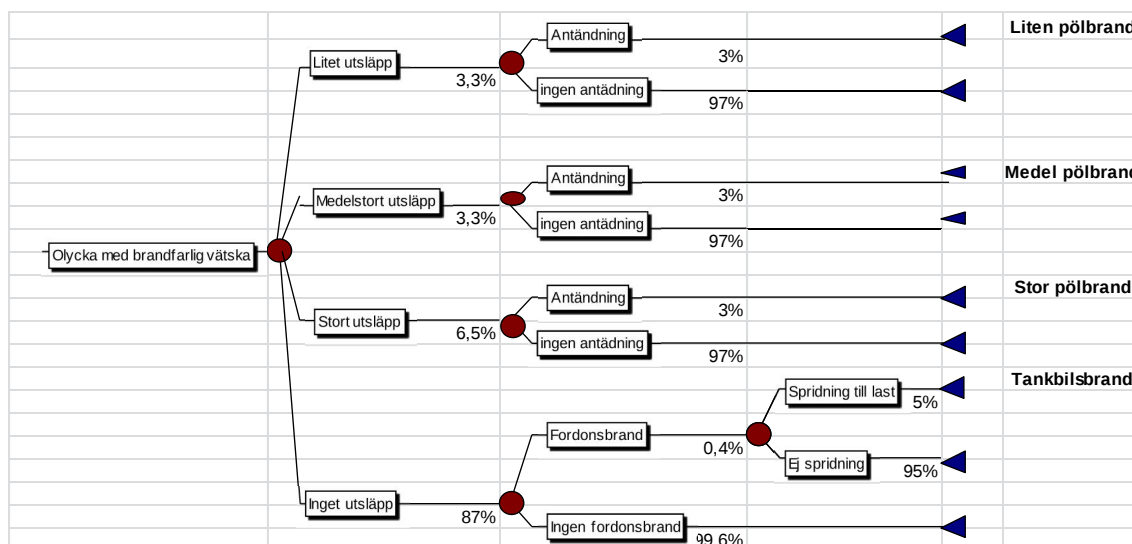 Antändning
Liten pölbrand
3%
Litet utsläpp
3,3%
ingen antädning
97%
Antändning
Medel pölbrand
3%
Medelstort utsläpp
3,3%
ingen antädning
97%
Olycka med brandfarlig vätska
Antändning
Stor pölbrand
3%
Stort utsläpp
6,5%
ingen antädning
97%
Tankbilsbrand
Spridning till last
5%
Fordonsbrand
0,4%
Ej spridning
95%
Inget utsläpp
87%
Ingen fordonsbrand
99,6%